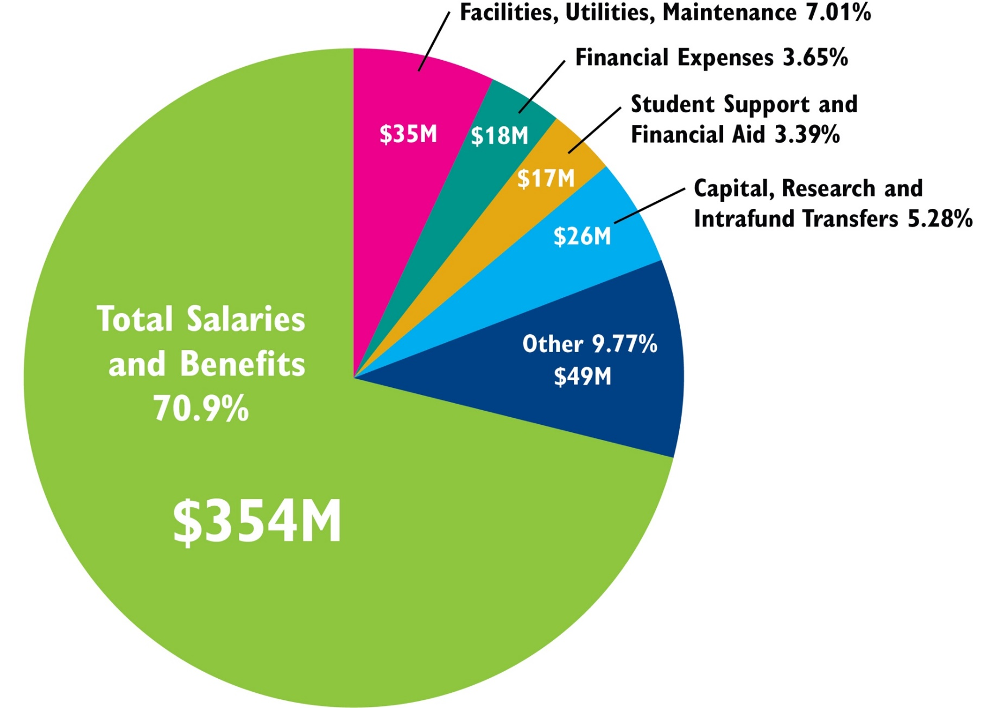 Facilities, Utilities, Maintenance 7.01%
Financial Expenses 3.65%
Student Support and
Financial Aid 3.39%
$35M
$18M
$17M
Capital, Research and
Intrafund Transfers 5.28%
$26M
Total Salaries
and Benefits
70.9%
Other 9.77%
$49M
$354M